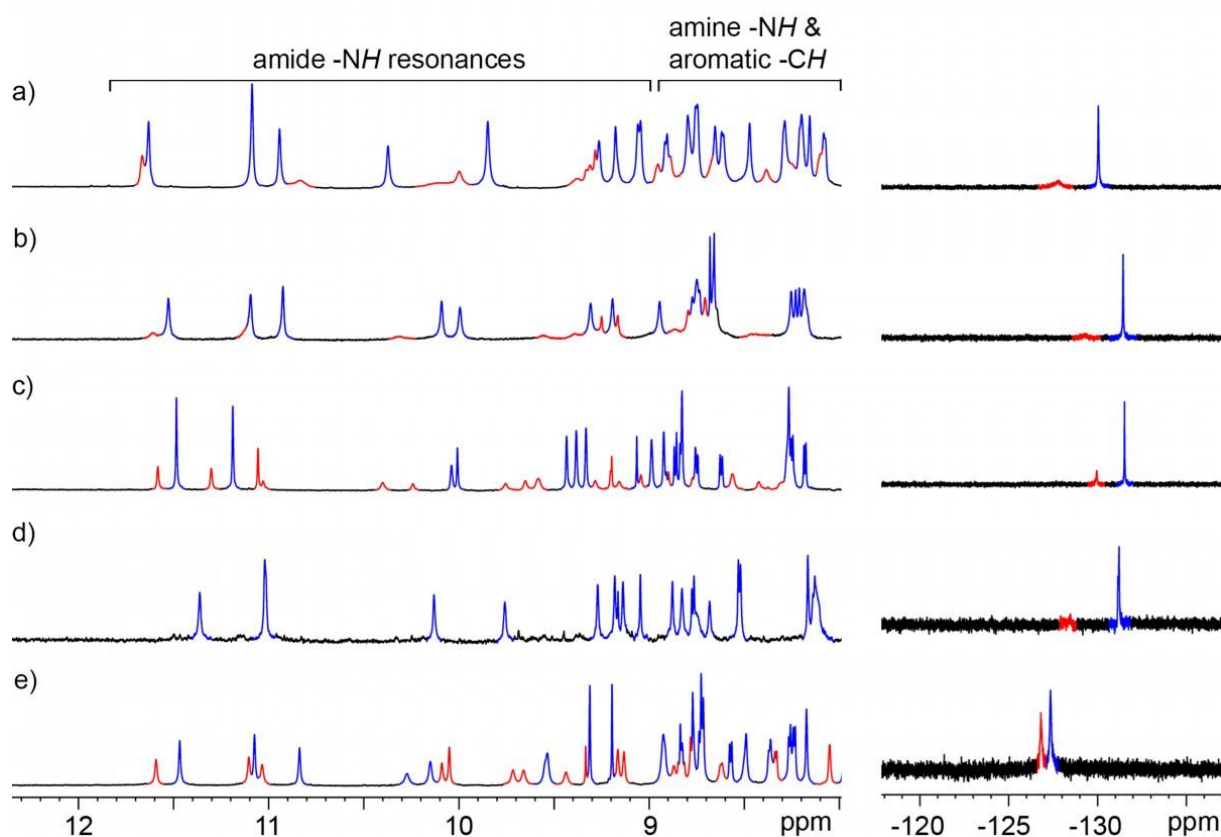 amide -NH resonances
amine -NH &
aromatic -CH
a)
b)
c)
d)
e)
12 11 10 9 ppm
-120 -125 -130 ppm